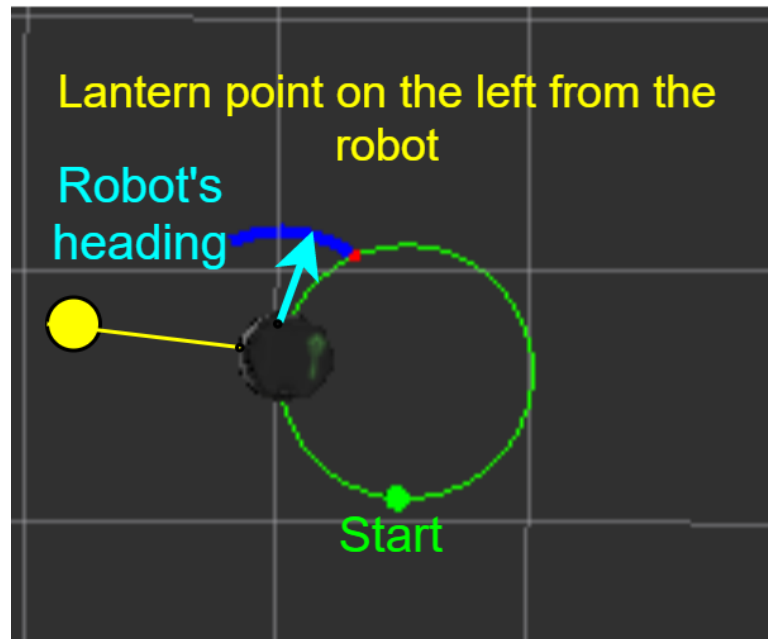 Lantern point on the left from the
robot
Robot's
heading
Start